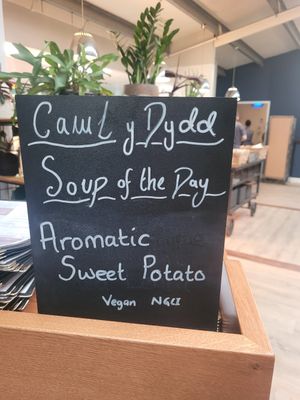 Cawl y Dydd
Soup of the Day
Aromatic
Sweet Potato
Vegan NGCI